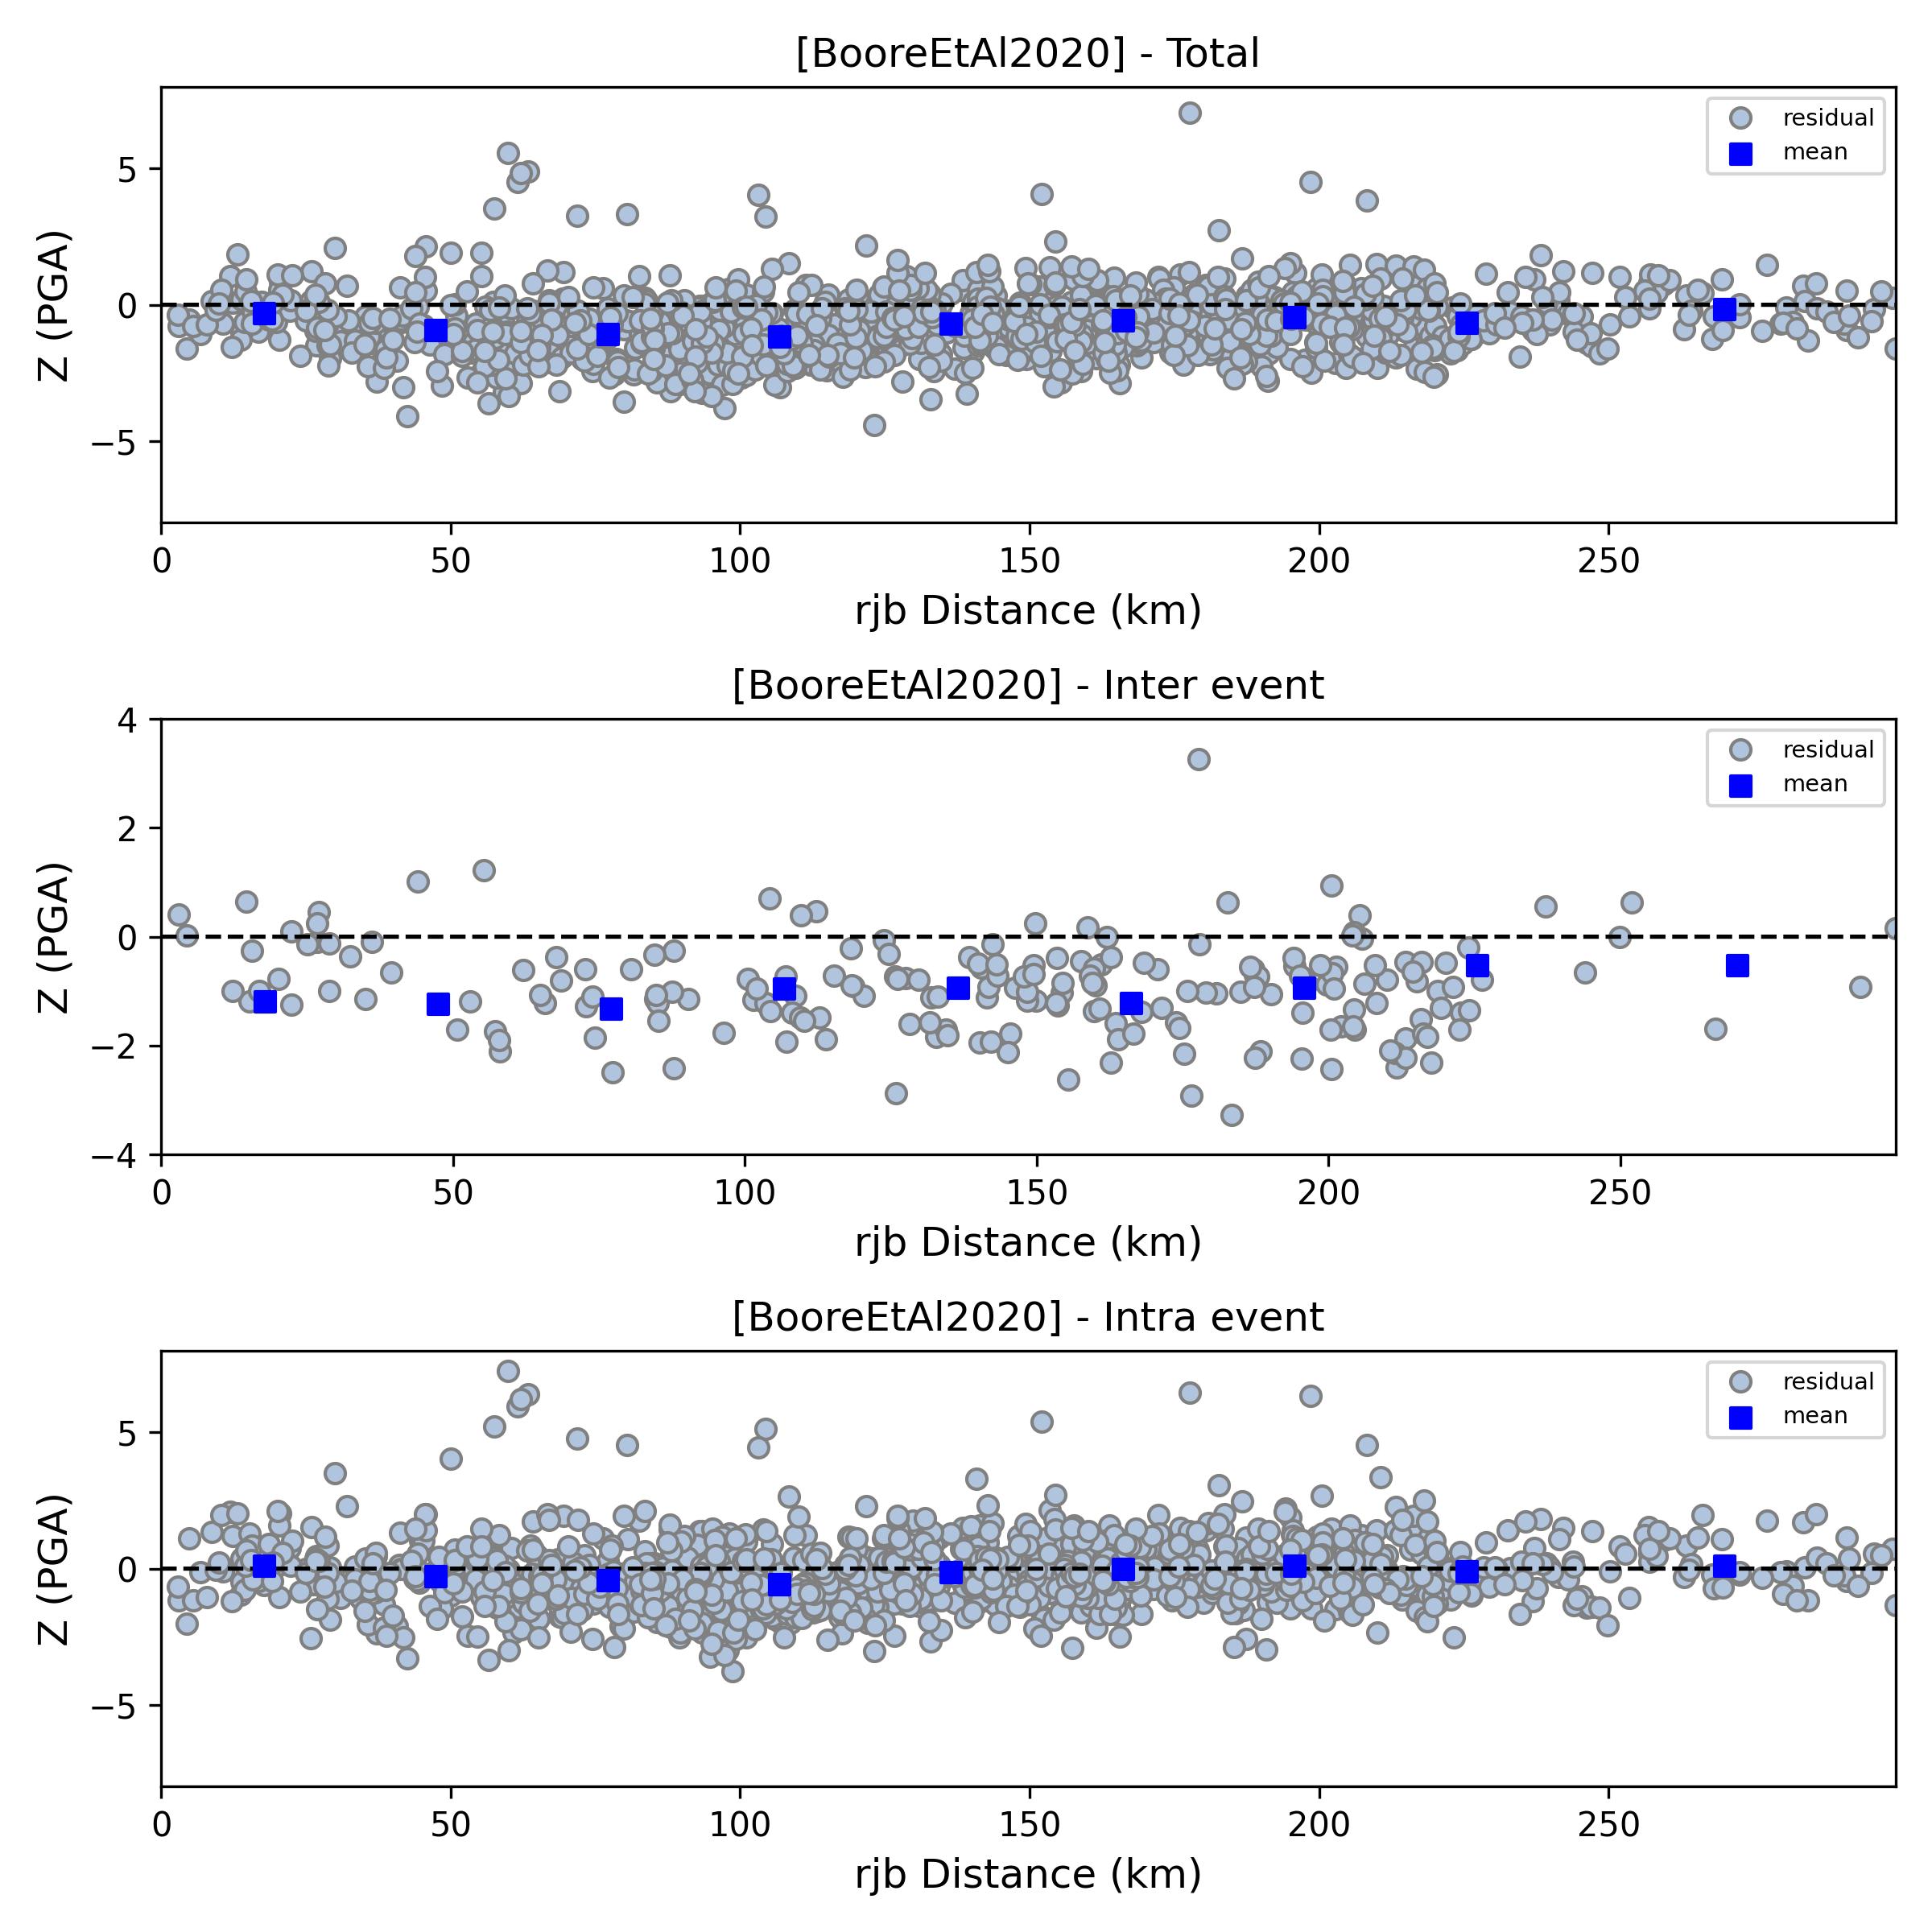 [BooreEtAl2020] - Total
residual
mean
Z (PGA)
5
0
−5
0 50 100 150 200 250
rjb Distance (km)
[BooreEtAl2020] - Inter event
residual
mean
Z (PGA)
4
2
0
−2
−4
0 50 100 150 200 250
rjb Distance (km)
[BooreEtAl2020] - Intra event
residual
mean
Z (PGA)
5
0
−5
0 50 100 150 200 250
rjb Distance (km)